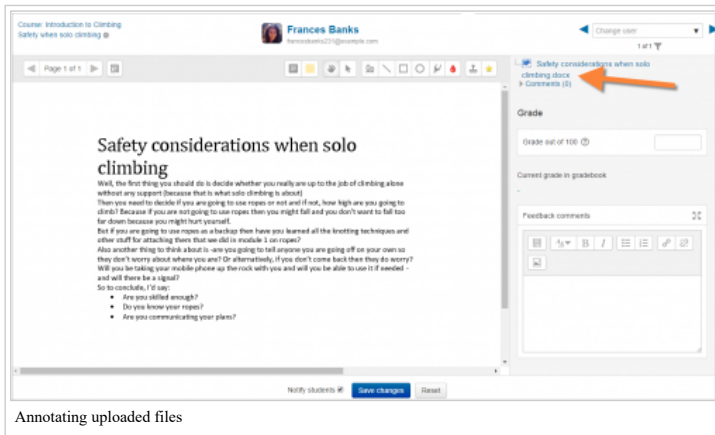 Course: Introduction to Climbing
Safety when solo climbing
Frances Banks
francesbanks231@example.com
Change user
1 of 1
Page 1 of 1
Safety considerations when solo
climbing.docx
Comments (0)
Safety considerations when solo
climbing
Well, the first thing you should do is decide whether you really are up to the job of climbing alone
without any support (because that is what solo climbing is about)
Then you need to decide if you are going to use ropes or not and if not, how high are you going to
climb? Because if you are not going to use ropes then you might fall and you don't want to fall too
far down because you might hurt yourself.
But if you are going to use ropes as a backup then have you learned all the knotting techniques and
other stuff for attaching them that we did in module 1 on ropes?
Also another thing to think about is -are you going to tell anyone you are going off on your own so
they don't worry about where you are? Or alternatively, if you don't come back then they do worry?
Will you be taking your mobile phone up the rock with you and will you be able to use it if needed -
and will there be a signal?
So to conclude, I'd say:
• Are you skilled enough?
• Do you know your ropes?
• Are you communicating your plans?
Grade
Grade out of 100
Current grade in gradebook
-
Feedback comments
B I
Notify students
Save changes
Reset
Annotating uploaded files